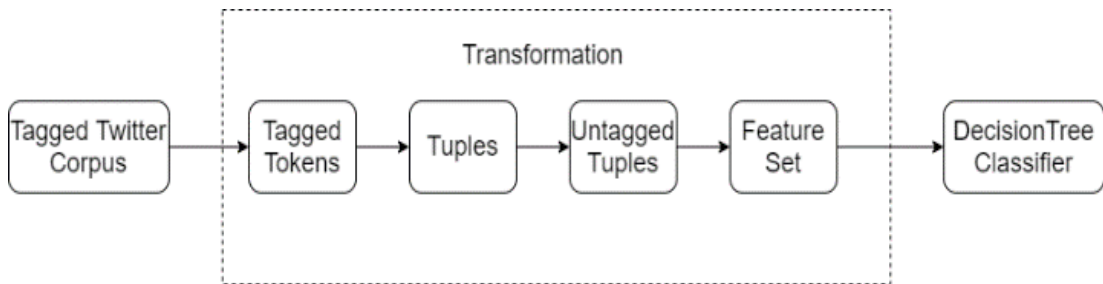 Transformation
Tagged Twitter
Corpus
Tagged
Tokens
Tuples
Untagged
Tuples
Feature
Set
DecisionTree
Classifier